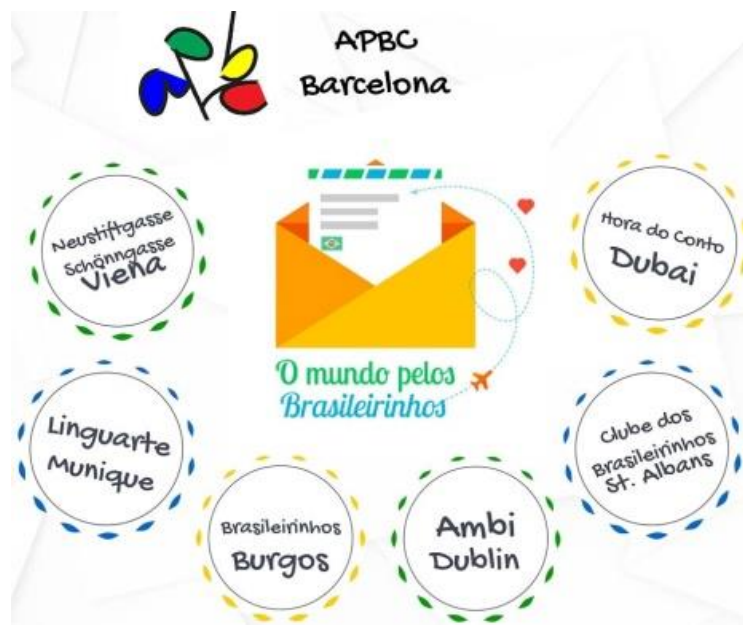 APBC
Barcelona
Neustiftgasse
Schönngasse
Viena
Hora do Conto
Dubai
O mundo pelos
Brasileirinhos
Linguarte
Munique
Clube dos
Brasileirinhos
St. Albans
Brasileirinhos
Burgos
Ambi
Dublin